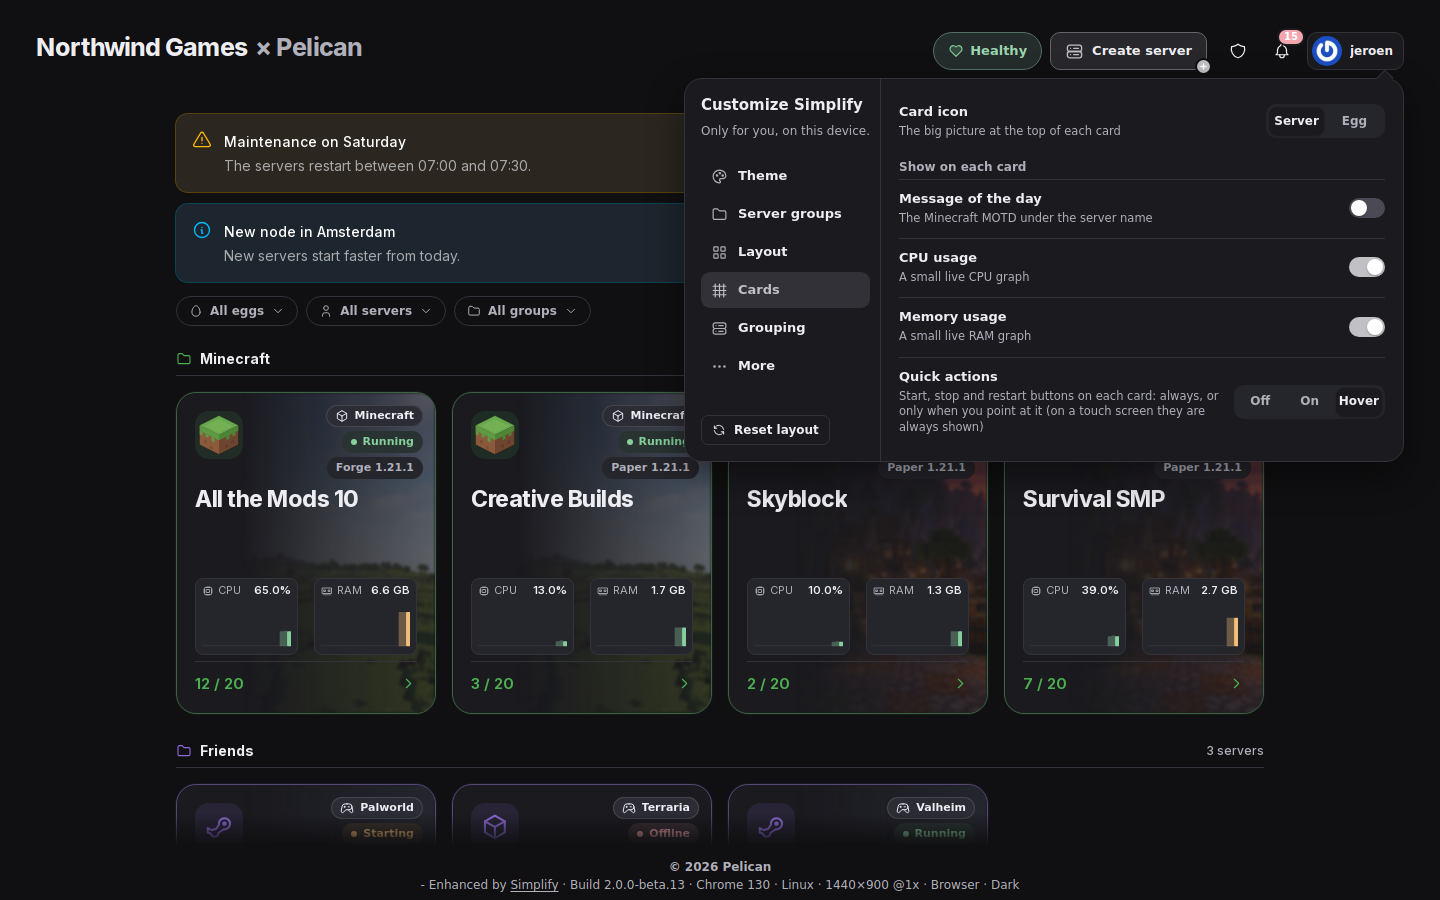 Northwind Games × Pelican
Healthy
Create server
15
jeroen
Maintenance on Saturday
The servers restart between 07:00 and 07:30.
New node in Amsterdam
New servers start faster from today.
All eggs
All servers
All groups
Customize Simplify
Only for you, on this device.
Theme
Server groups
Layout
Cards
Grouping
More
Reset layout
Card icon
The big picture at the top of each card
Server
Egg
Show on each card
Message of the day
The Minecraft MOTD under the server name
CPU usage
A small live CPU graph
Memory usage
A small live RAM graph
Quick actions
Start, stop and restart buttons on each card: always, or
only when you point at it (on a touch screen they are
always shown)
Off
On
Hover
Minecraft
Minecraft
Running
Forge 1.21.1
All the Mods 10
CPU 65.0%
RAM 6.6 GB
12 / 20
Minecraf
Running
Paper 1.21.1
Creative Builds
CPU 13.0%
RAM 1.7 GB
3 / 20
Paper 1.21.1
Skyblock
CPU 10.0%
RAM 1.3 GB
2 / 20
Paper 1.21.1
Survival SMP
CPU 39.0%
RAM 2.7 GB
7 / 20
Friends
3 servers
Palworld
Starting
Terraria
Offline
Valheim
Running
© 2026 Pelican
- Enhanced by Simplify · Build 2.0.0-beta.13 · Chrome 130 · Linux · 1440×900 @1x · Browser · Dark